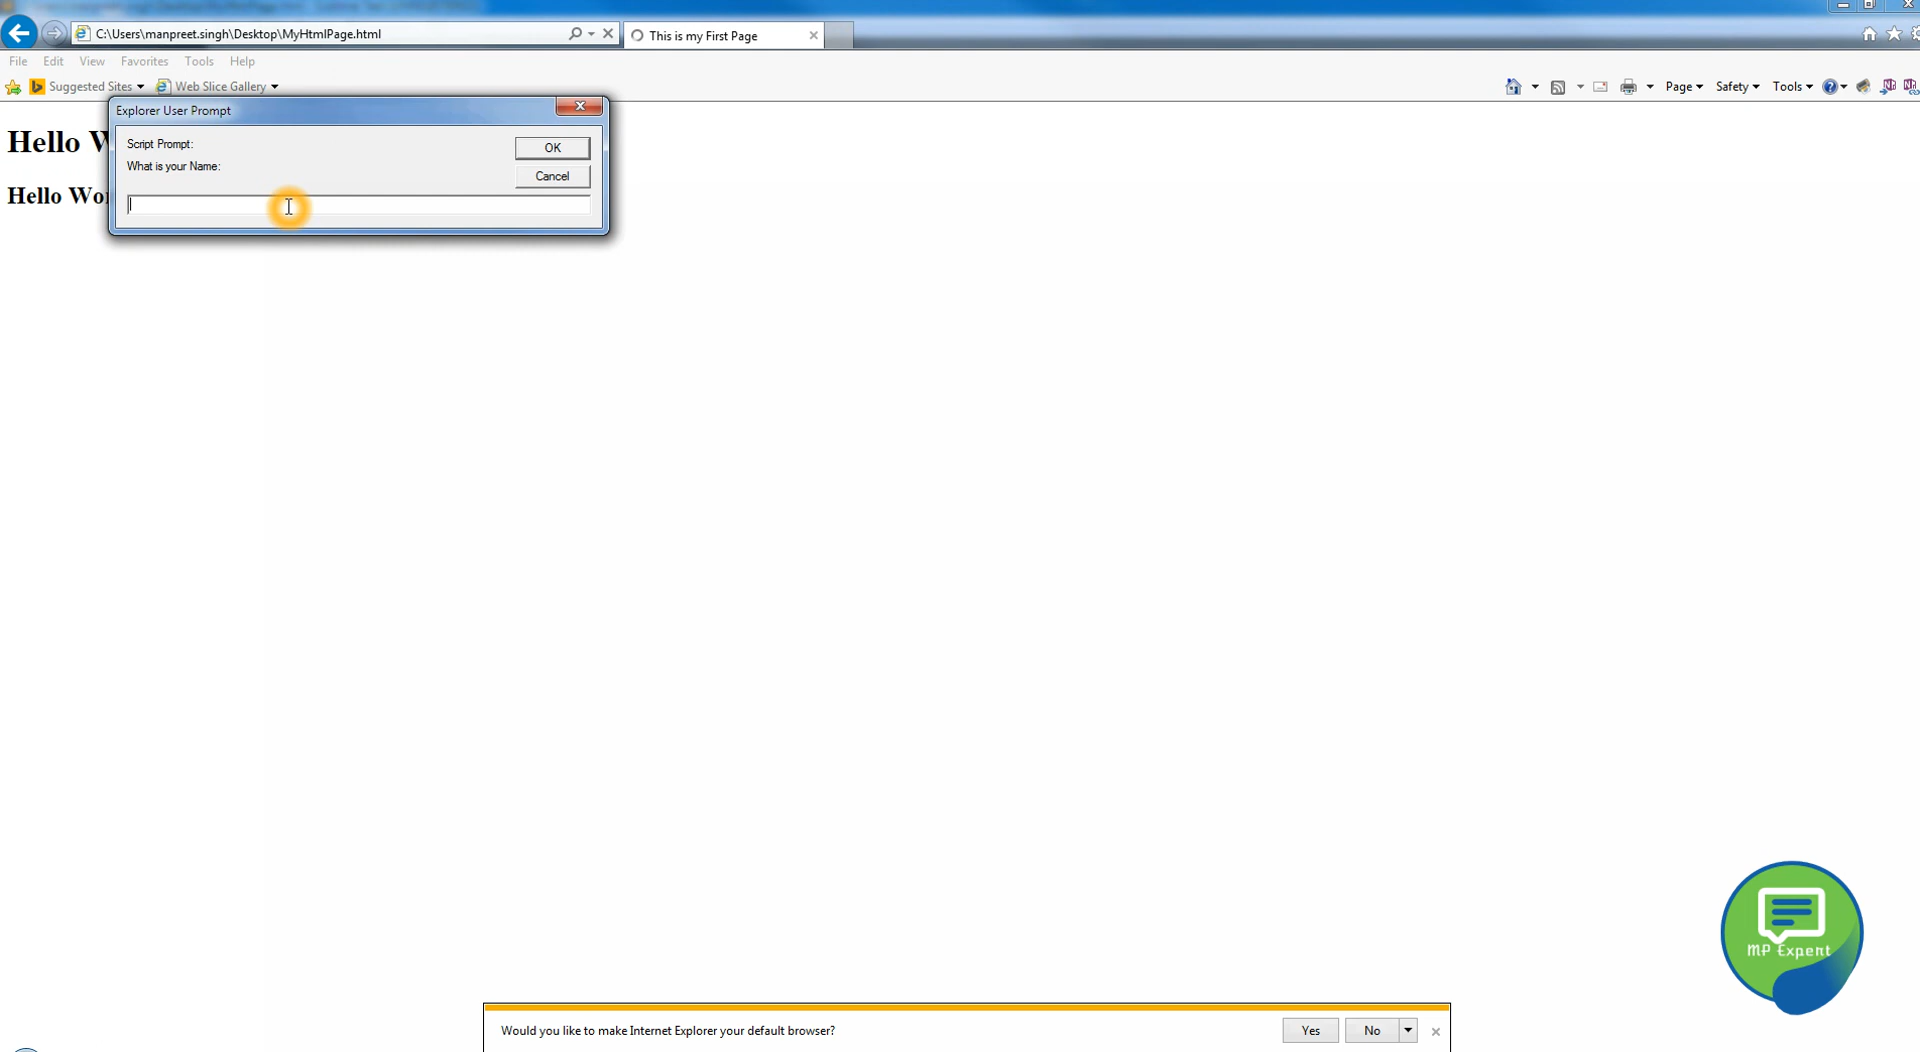 C:\Users\manpreet.singh\Desktop\MyHtmlPage.html
This is my First Page
File Edit View Favorites Tools Help
Suggested Sites Web Slice Gallery
Page Safety Tools
Explorer User Prompt
Script Prompt:
What is your Name:
OK
Cancel
Hello
Hello
MP Expert
Would you like to make Internet Explorer your default browser?
Yes No